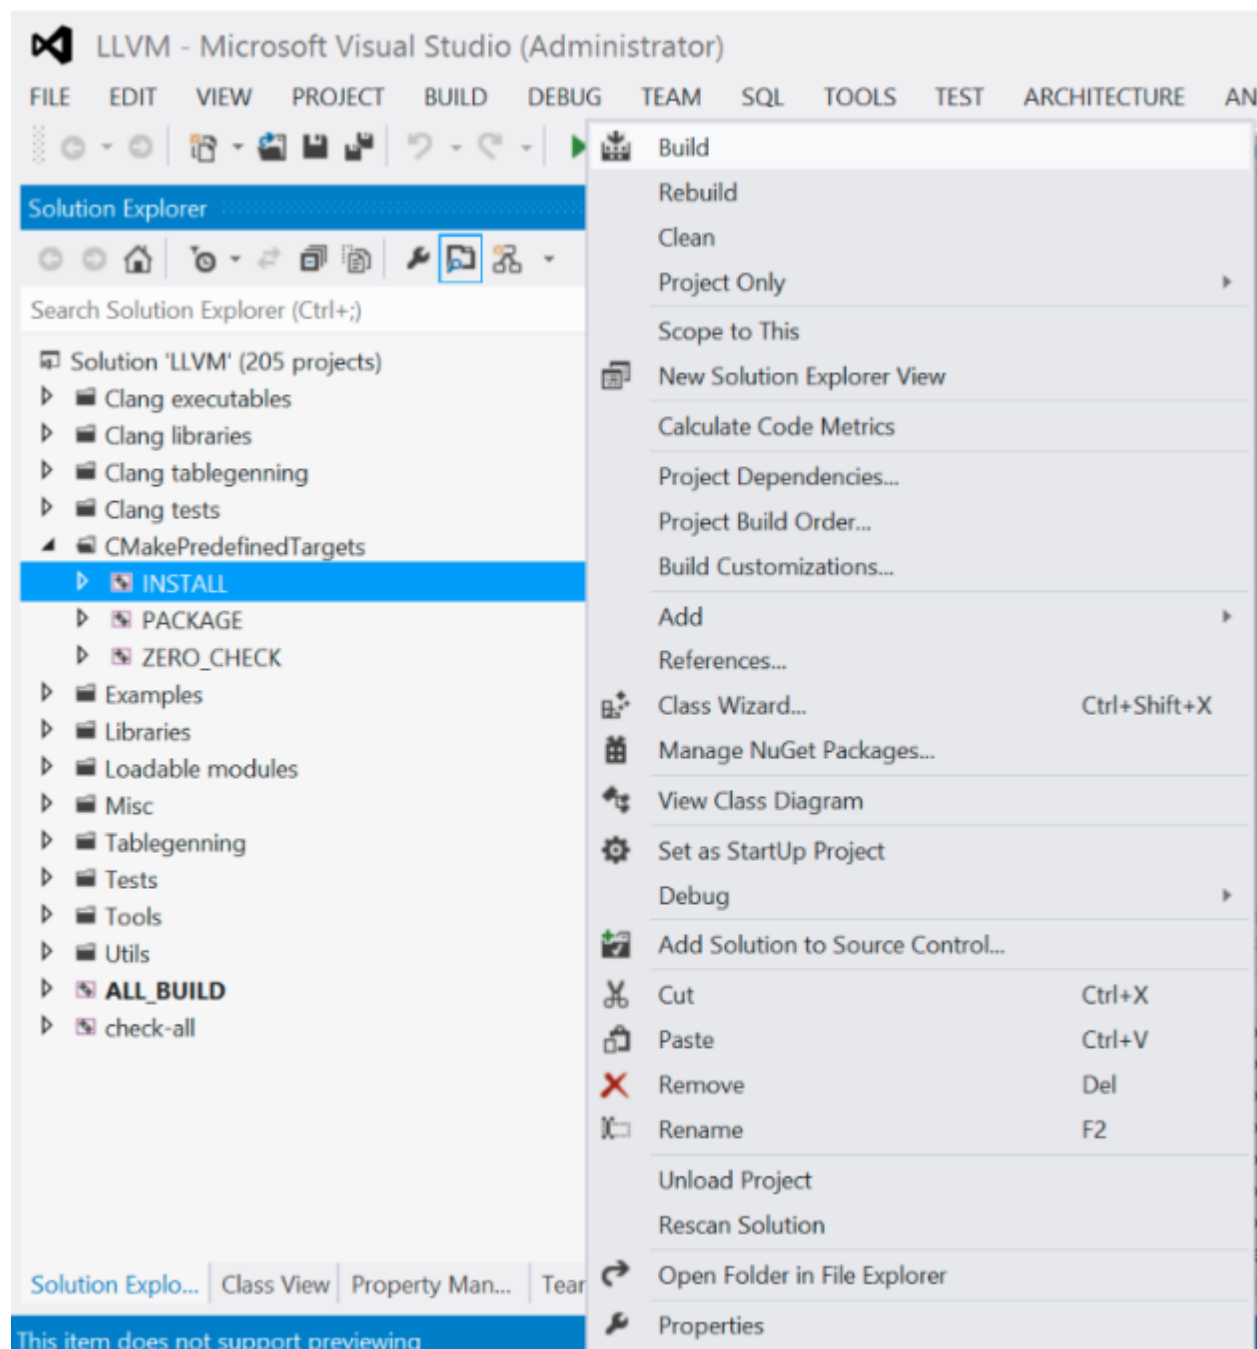 LLVM - Microsoft Visual Studio (Administrator)
FILE EDIT VIEW PROJECT BUILD DEBUG TEAM SQL TOOLS TEST ARCHITECTURE AN
Solution Explorer
Search Solution Explorer (Ctrl+;)
Solution 'LLVM' (205 projects)
Clang executables
Clang libraries
Clang tablegenning
Clang tests
CMakePredefinedTargets
INSTALL
PACKAGE
ZERO_CHECK
Examples
Libraries
Loadable modules
Misc
Tablegenning
Tests
Tools
Utils
ALL_BUILD
check-all
Solution Explo... Class View Property Man... Tear
This item does not support previewing
Build
Rebuild
Clean
Project Only
Scope to This
New Solution Explorer View
Calculate Code Metrics
Project Dependencies...
Project Build Order...
Build Customizations...
Add
References...
Class Wizard... Ctrl+Shift+X
Manage NuGet Packages...
View Class Diagram
Set as StartUp Project
Debug
Add Solution to Source Control...
Cut Ctrl+X
Paste Ctrl+V
Remove Del
Rename F2
Unload Project
Rescan Solution
Open Folder in File Explorer
Properties